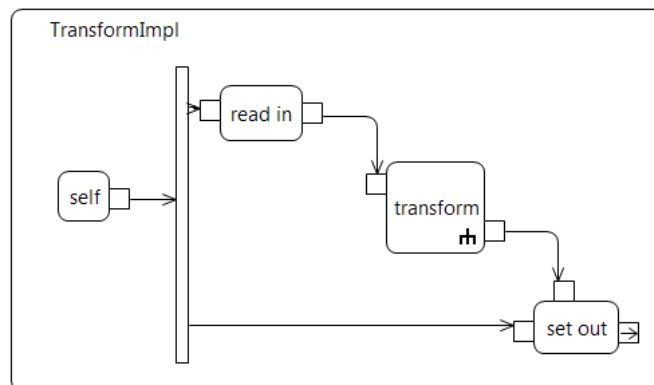 TransformImpl
read in
self
transform
set out